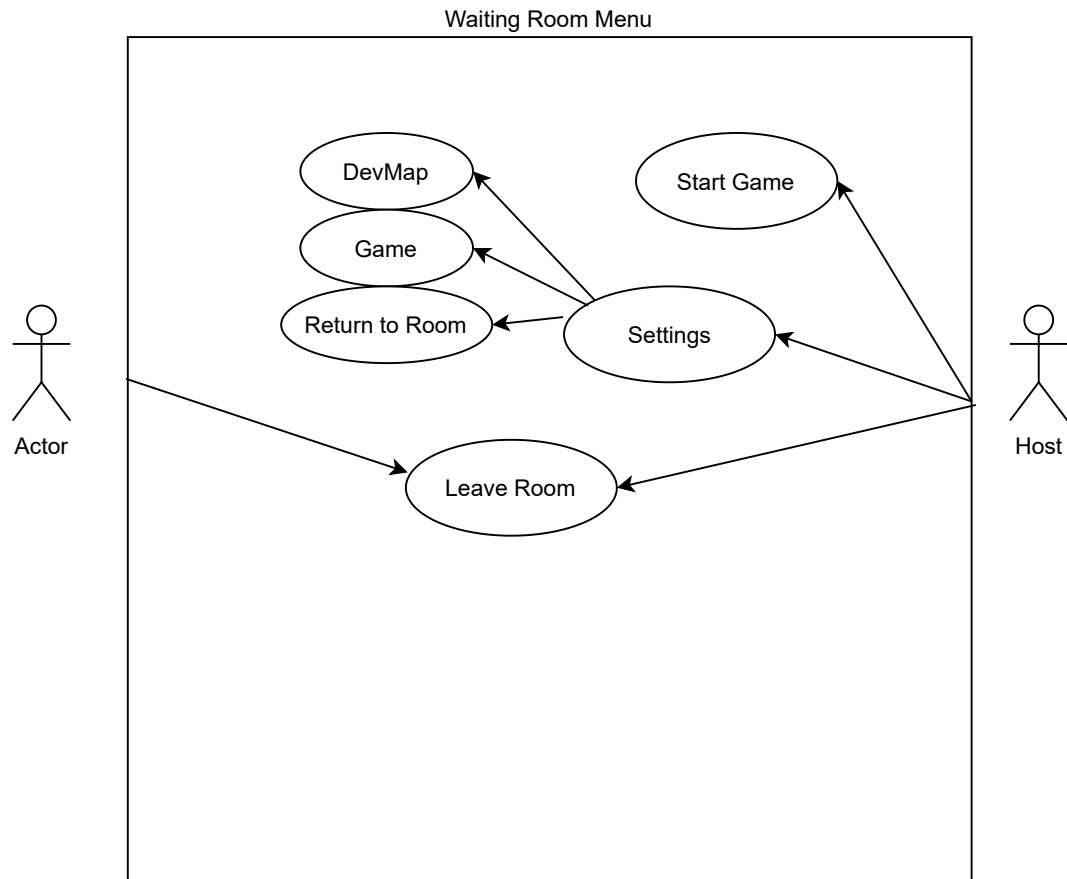 Waiting Room Menu
DevMap
Start Game
Game
Return to Room
Settings
Actor
Host
Leave Room